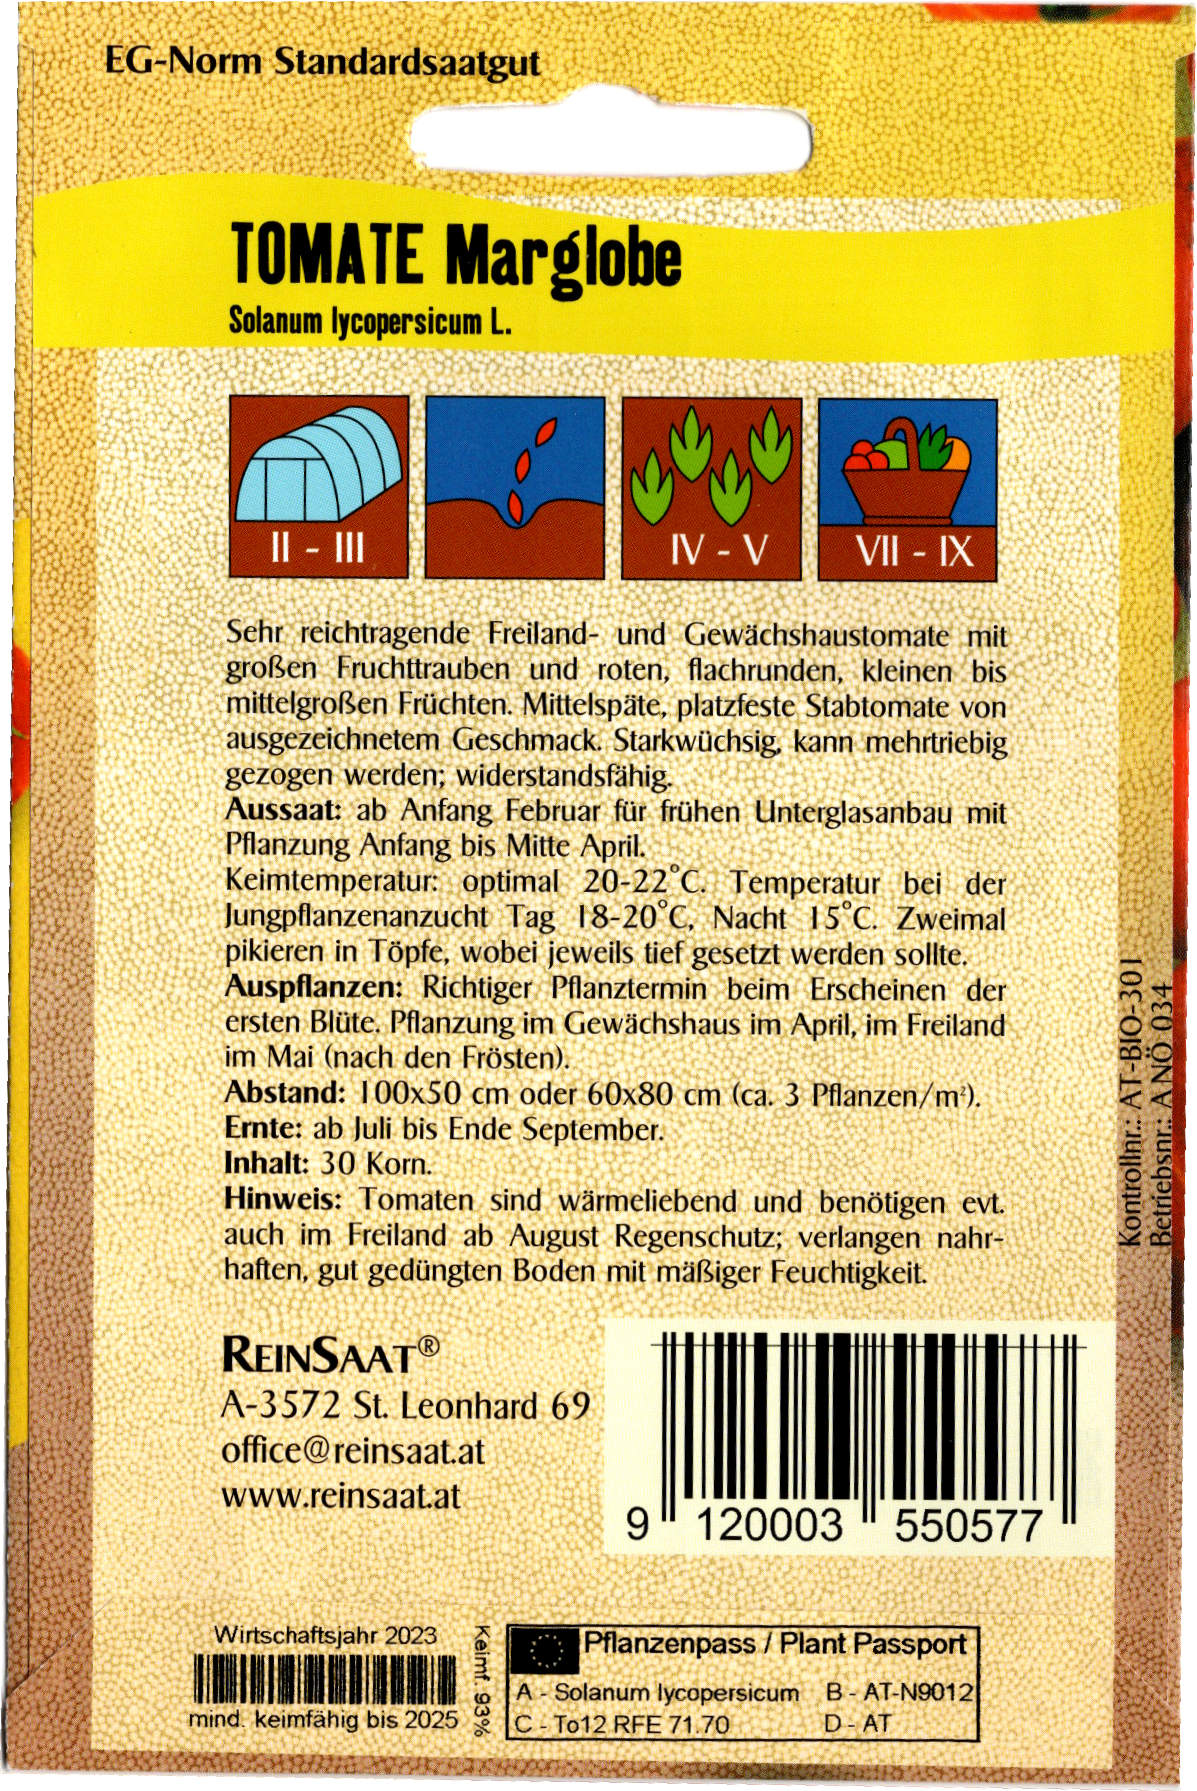 EG-Norm Standardsaatgut
TOMATE Marglobe
Solanum lycopersicum L.
II - III
IV - V
VII - IX
Sehr reichtragende Freiland- und Gewächshaustomate mit
großen Fruchttrauben und roten, flachrunden, kleinen bis
mittelgroßen Früchten. Mittelspäte, platzfeste Stabtomate von
ausgezeichnetem Geschmack. Starkwüchsig, kann mehrtriebig
gezogen werden; widerstandsfähig.
Aussaat: ab Anfang Februar für frühen Unterglasanbau mit
Pflanzung Anfang bis Mitte April.
Keimtemperatur: optimal 20-22°C. Temperatur bei der
Jungpflanzenanzucht Tag 18-20°C, Nacht 15°C. Zweimal
pikieren in Töpfe, wobei jeweils tief gesetzt werden sollte.
Auspflanzen: Richtiger Pflanztermin beim Erscheinen der
ersten Blüte. Pflanzung im Gewächshaus im April, im Freiland
im Mai (nach den Frösten).
Abstand: 100x50 cm oder 60x80 cm (ca. 3 Pflanzen/m²).
Ernte: ab Juli bis Ende September.
Inhalt: 30 Korn.
Hinweis: Tomaten sind wärmeliebend und benötigen evt.
auch im Freiland ab August Regenschutz; verlangen nahr-
haften, gut gedüngten Boden mit mäßiger Feuchtigkeit.
Kontrollnr.: AT-BIO-301
Betriebsnr.: A NÖ 034
REINSAAT®
A-3572 St. Leonhard 69
office@reinsaat.at
www.reinsaat.at
9 120003 550577
Wirtschaftsjahr 2023
mind. keimfähig bis 2025
Keimf. 93%
Pflanzenpass / Plant Passport
A - Solanum lycopersicum B - AT-N9012
C - To12 RFE 71.70 D - AT